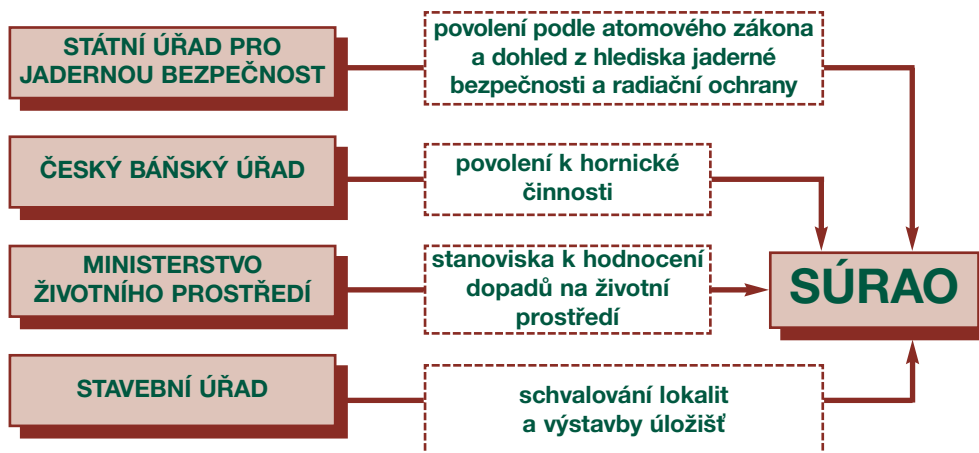 STÁTNÍ ÚŘAD PRO
JADERNOU BEZPEČNOST
povolení podle atomového zákona
a dohled z hlediska jaderné
bezpečnosti a radiační ochrany
ČESKÝ BÁŇSKÝ ÚŘAD
povolení k hornické
činnosti
MINISTERSTVO
ŽIVOTNÍHO PROSTŘEDÍ
stanoviska k hodnocení
dopadů na životní
prostředí
SÚRAO
STAVEBNÍ ÚŘAD
schvalování lokalit
a výstavby úložišť